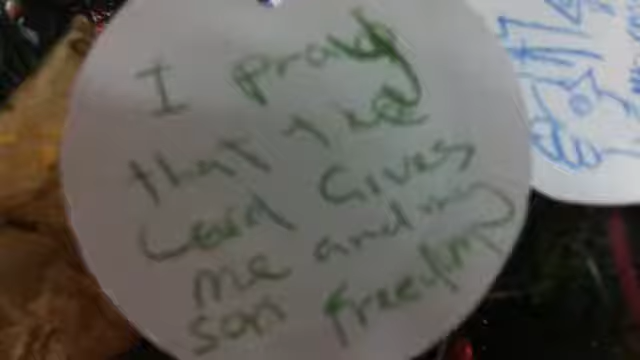 I pray
that the
Lord Gives
me and my
son freedom